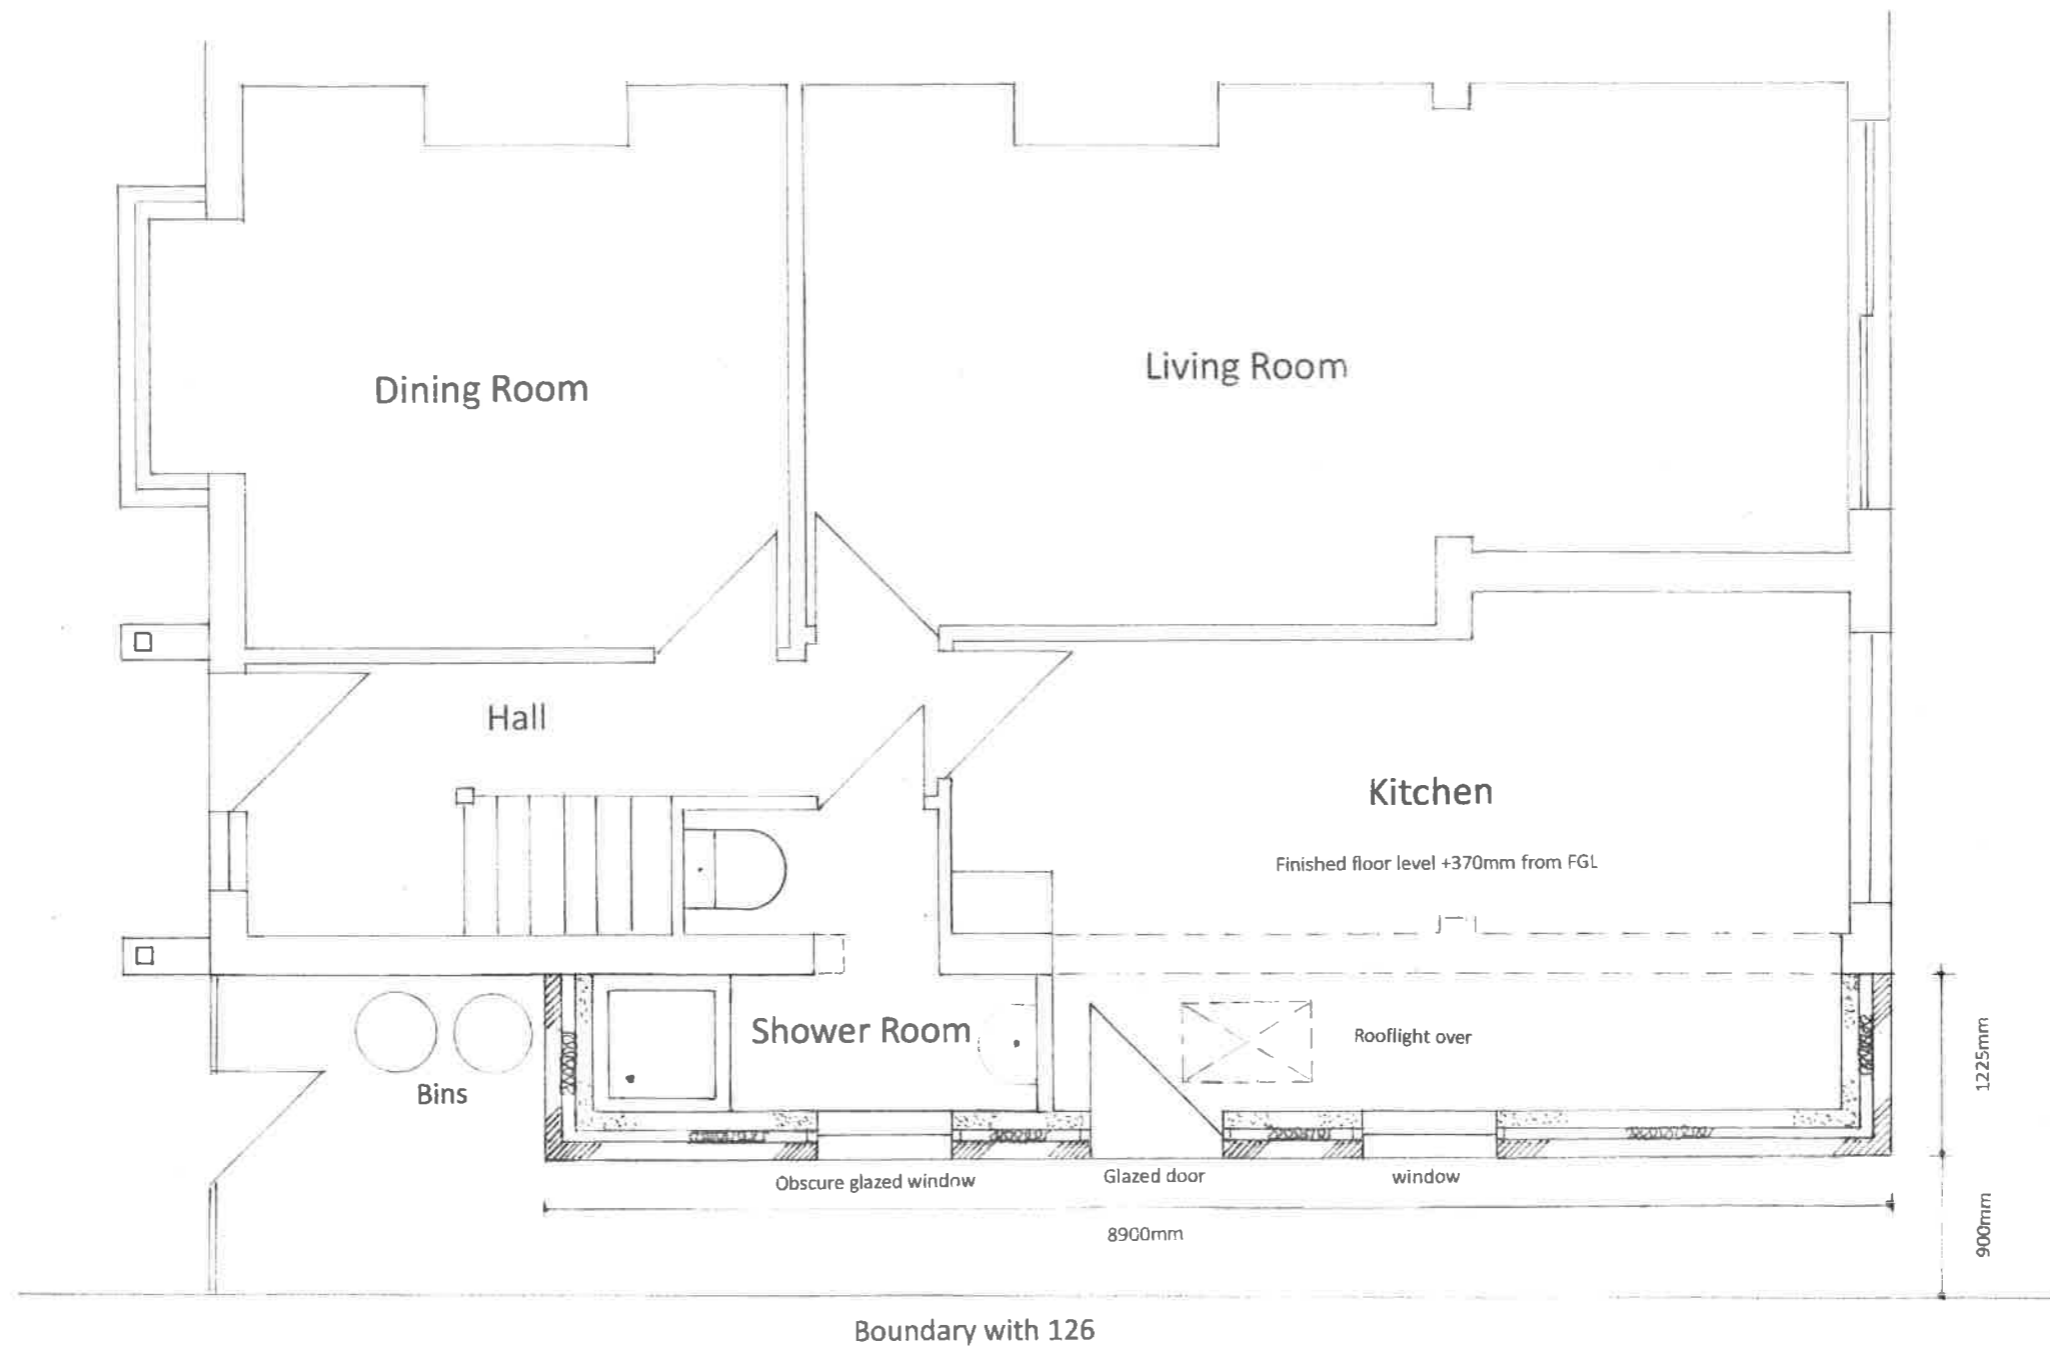 Living Room
Dining Room
Hall
Kitchen
Finished floor level +370mm from FGL
Shower Room
Rooflight over
Bins
1225mm
Obscure glazed window
Glazed door
window
8900mm
900mm
Boundary with 126